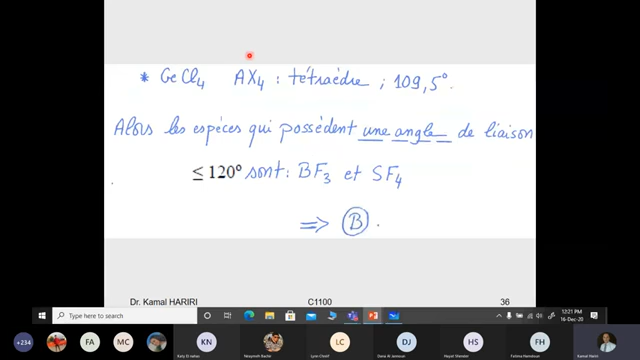 * GeCl4 AX4 : tétraèdre ; 109,5°.
Alors les espèces qui possèdent une angle de liaison
≤ 120° sont : BF3 et SF4
⇒ B .
Dr. Kamal HARIRI C1100 36
Type here to search
12:21 PM
16-Dec-20
+234 FA MC KN LC DJ HS FH